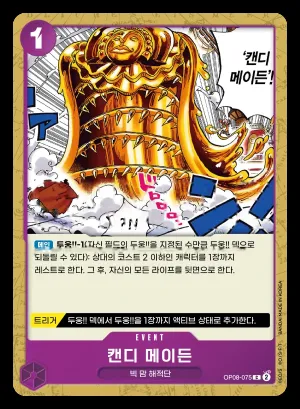 1
'캔디
메이든'!
메인 두웅!!-1(자신 필드의 두웅!!을 지정된 수만큼 두웅!! 덱으로
되돌릴 수 있다): 상대의 코스트 2 이하인 캐릭터를 1장까지
레스트로 한다. 그 후, 자신의 모든 라이프를 뒷면으로 한다.
트리거 두웅!! 덱에서 두웅!!을 1장까지 액티브 상태로 추가한다.
EVENT
캔디 메이든
빅 맘 해적단
OP08-075